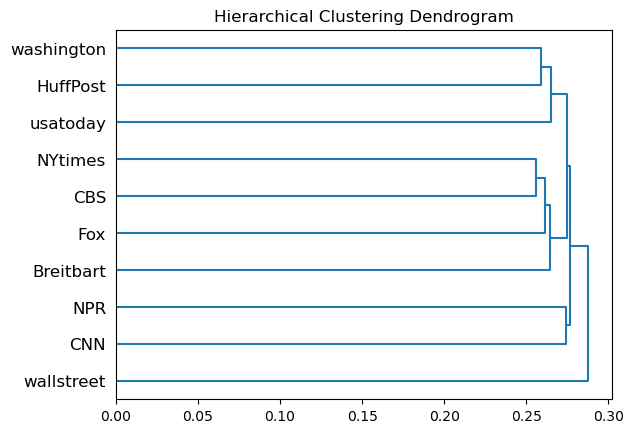 Hierarchical Clustering Dendrogram
washington
HuffPost
usatoday
NYtimes
CBS
Fox
Breitbart
NPR
CNN
wallstreet
0.00 0.05 0.10 0.15 0.20 0.25 0.30